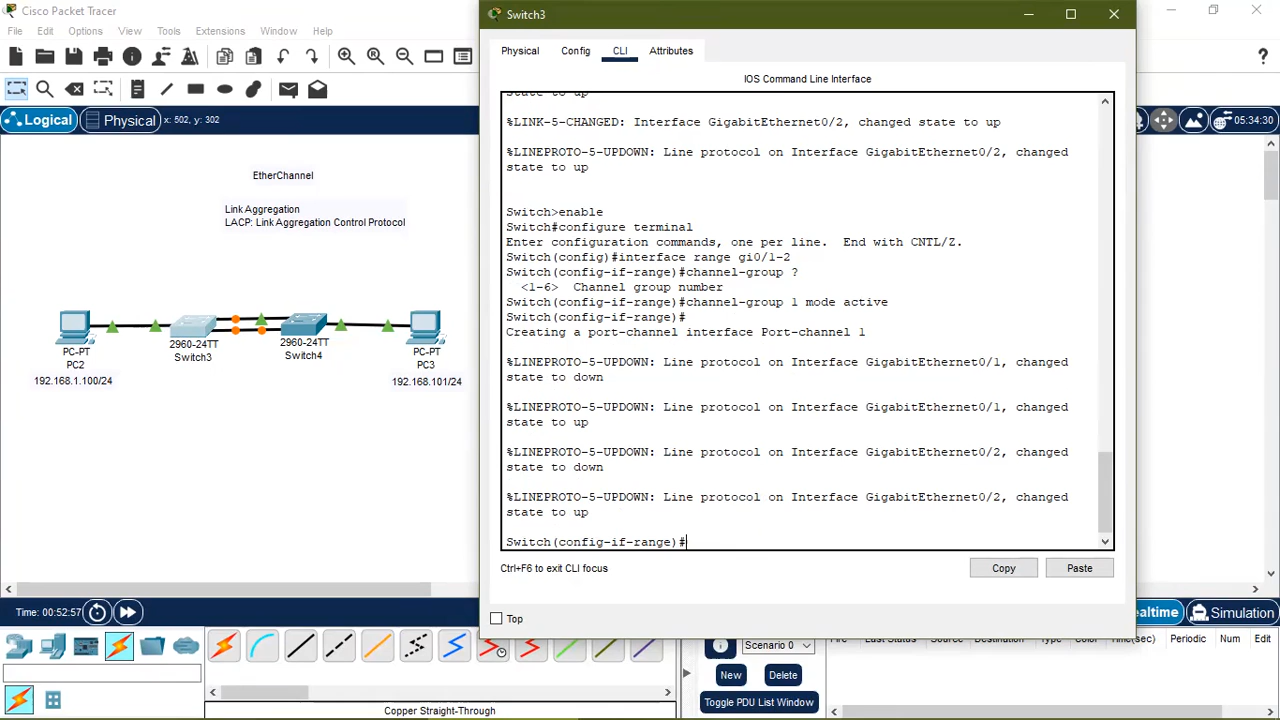 Cisco Packet Tracer
File Edit Options View Tools Extensions Window Help
Logical Physical x: 502, y: 302
05:34:30
EtherChannel
Link Aggregation
LACP: Link Aggregation Control Protocol
PC-PT
PC2
192.168.1.100/24
2960-24TT
Switch3
2960-24TT
Switch4
PC-PT
PC3
192.168.101/24
Switch3
Physical Config CLI Attributes
IOS Command Line Interface
state to up
%LINK-5-CHANGED: Interface GigabitEthernet0/2, changed state to up
%LINEPROTO-5-UPDOWN: Line protocol on Interface GigabitEthernet0/2, changed
state to up
Switch>enable
Switch#configure terminal
Enter configuration commands, one per line.  End with CNTL/Z.
Switch(config)#interface range gi0/1-2
Switch(config-if-range)#channel-group ?
<1-6>  Channel group number
Switch(config-if-range)#channel-group 1 mode active
Switch(config-if-range)#
Creating a port-channel interface Port-channel 1
%LINEPROTO-5-UPDOWN: Line protocol on Interface GigabitEthernet0/1, changed
state to down
%LINEPROTO-5-UPDOWN: Line protocol on Interface GigabitEthernet0/1, changed
state to up
%LINEPROTO-5-UPDOWN: Line protocol on Interface GigabitEthernet0/2, changed
state to down
%LINEPROTO-5-UPDOWN: Line protocol on Interface GigabitEthernet0/2, changed
state to up
Switch(config-if-range)#
Ctrl+F6 to exit CLI focus
Copy Paste
Top
Time: 00:52:57
ealtime Simulation
Scenario 0
Fire Last Status Source Destination Type Color Time(sec) Periodic Num Edit
New Delete
Toggle PDU List Window
Copper Straight-Through